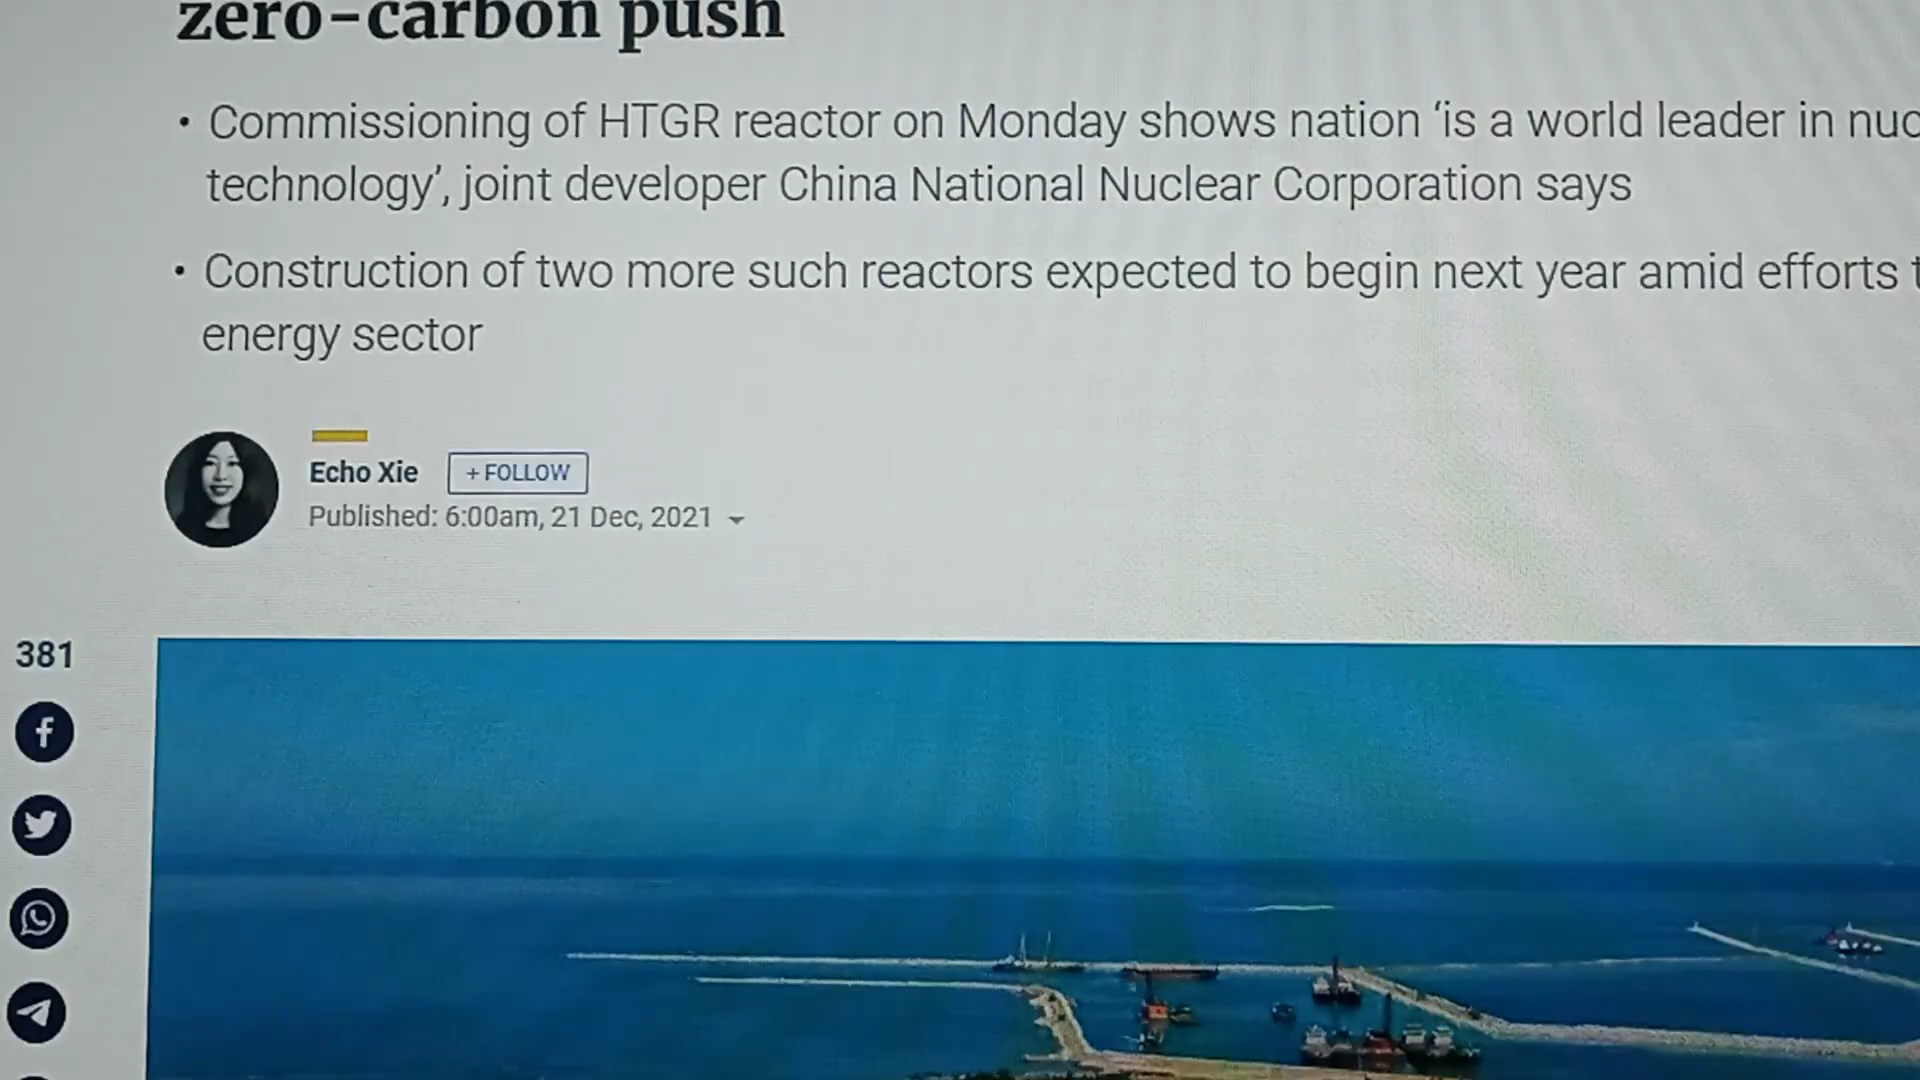 zero-carbon push
• Commissioning of HTGR reactor on Monday shows nation ‘is a world leader in
technology’, joint developer China National Nuclear Corporation says
• Construction of two more such reactors expected to begin next year amid efforts
energy sector
Echo Xie
+ FOLLOW
Published: 6:00am, 21 Dec, 2021
381